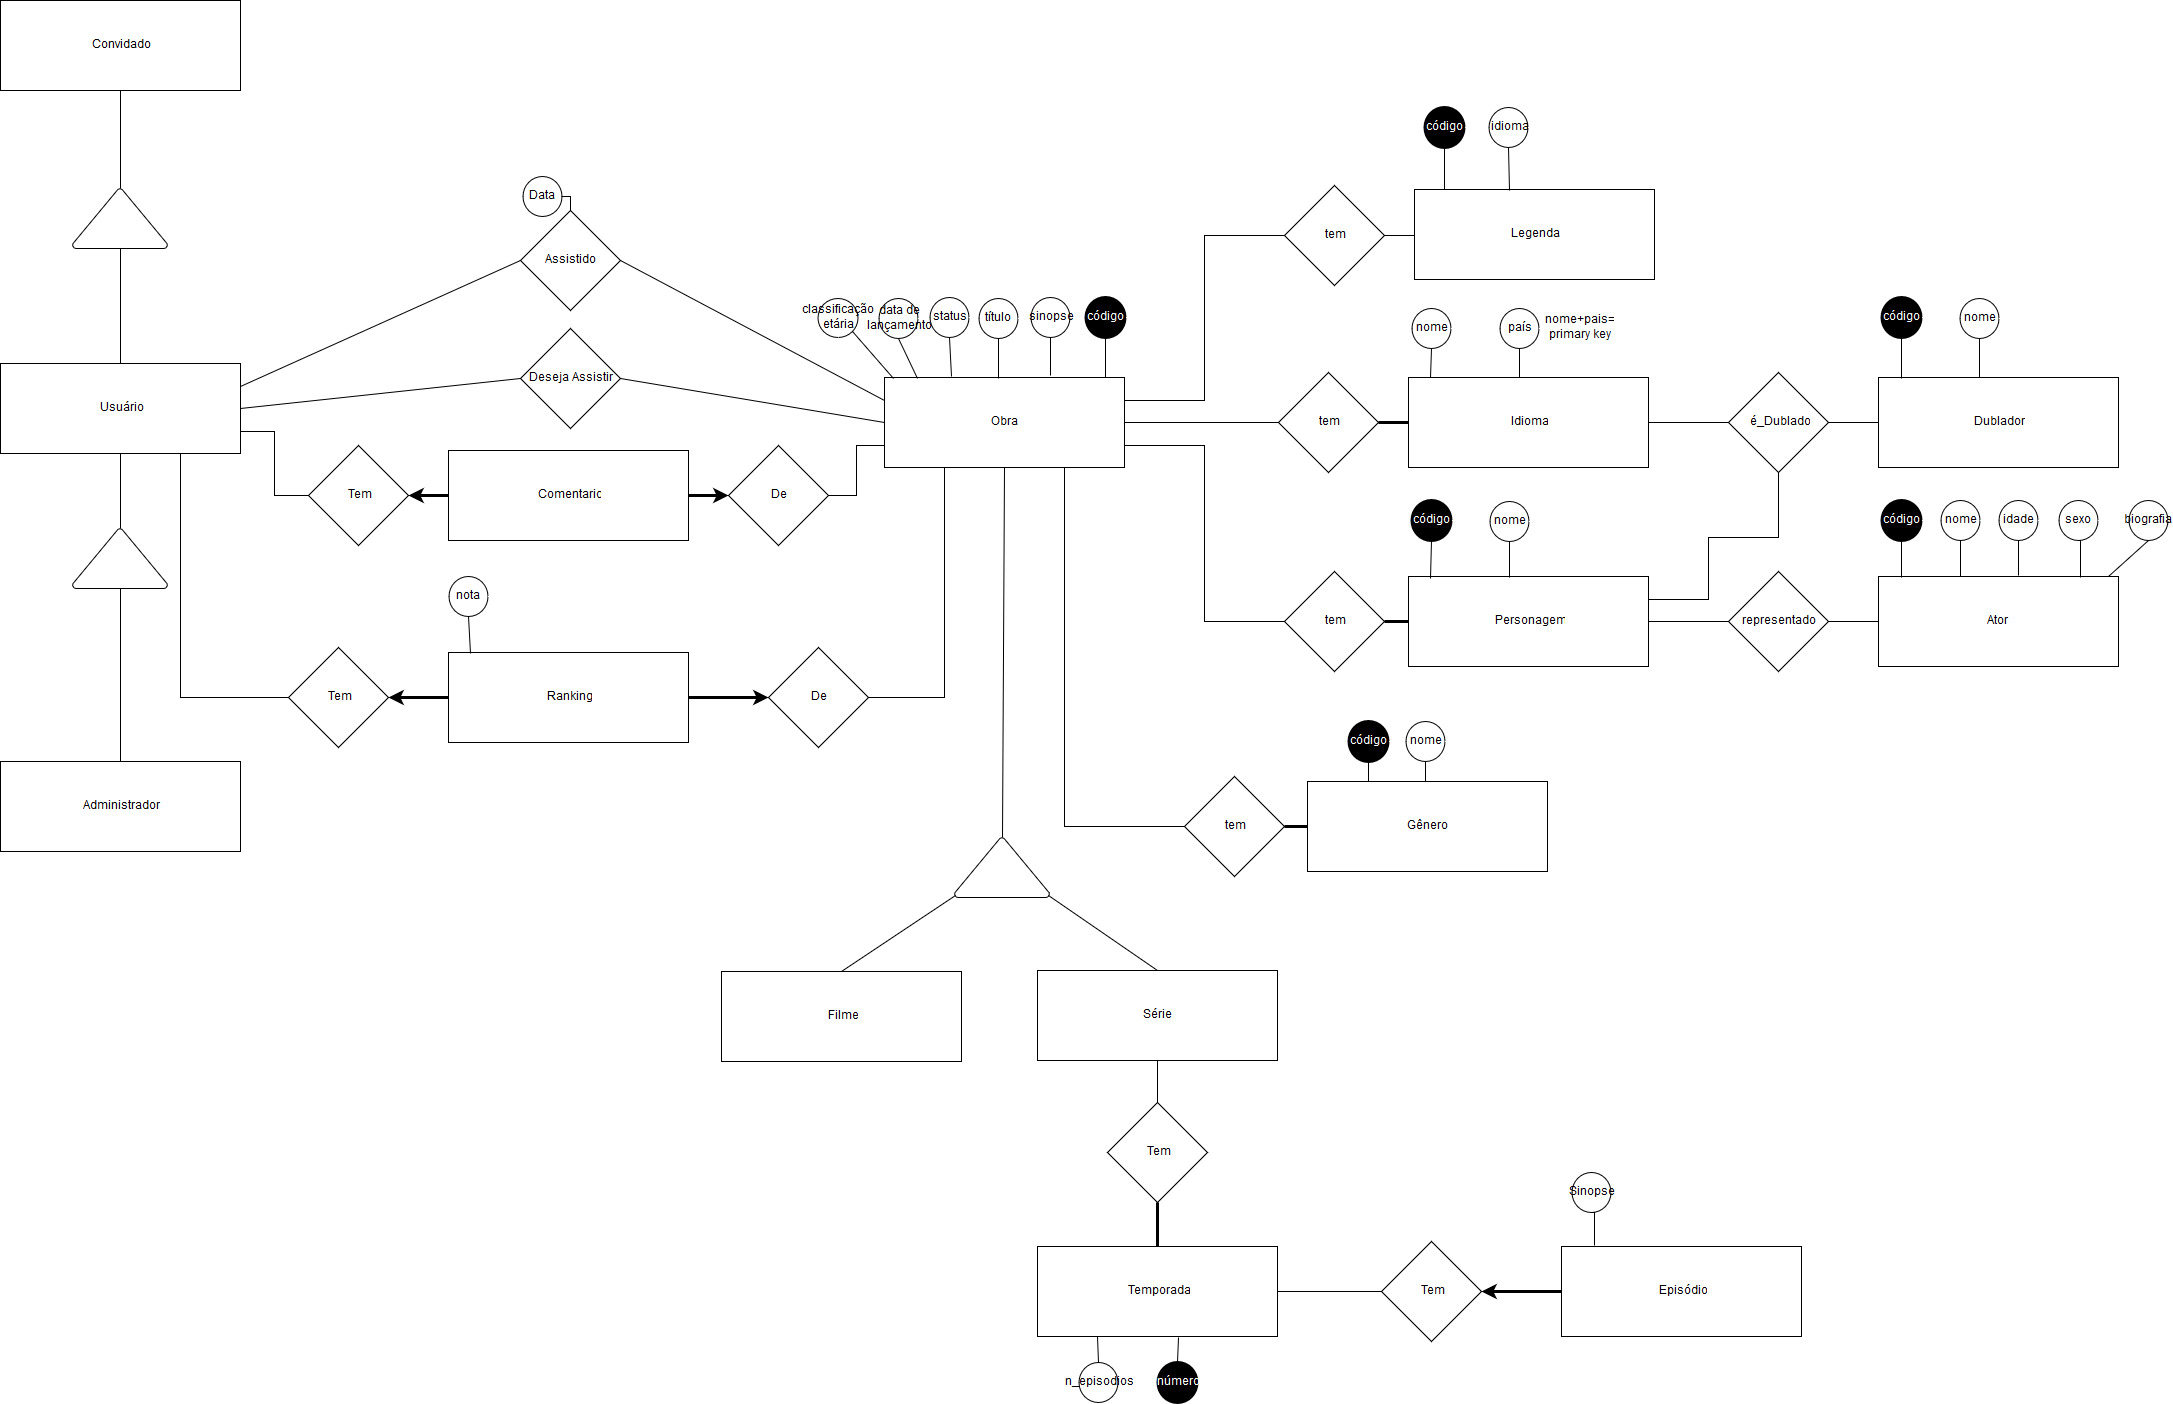 Convidado
código
idioma
Data
tem
Legenda
Assistido
classificação
etária
data de
lançamento
status
título
sinopse
código
nome
país
nome+pais=
primary key
código
nome
Deseja Assistir
Usuário
Obra
tem
Idioma
é_Dublado
Dublador
Tem
Comentario
De
código
nome
código
nome
idade
sexo
biografia
nota
tem
Personagem
representado
Ator
Tem
Ranking
De
código
nome
Administrador
tem
Gênero
Filme
Série
Tem
Sinopse
Temporada
Tem
Episódio
n_episodios
número